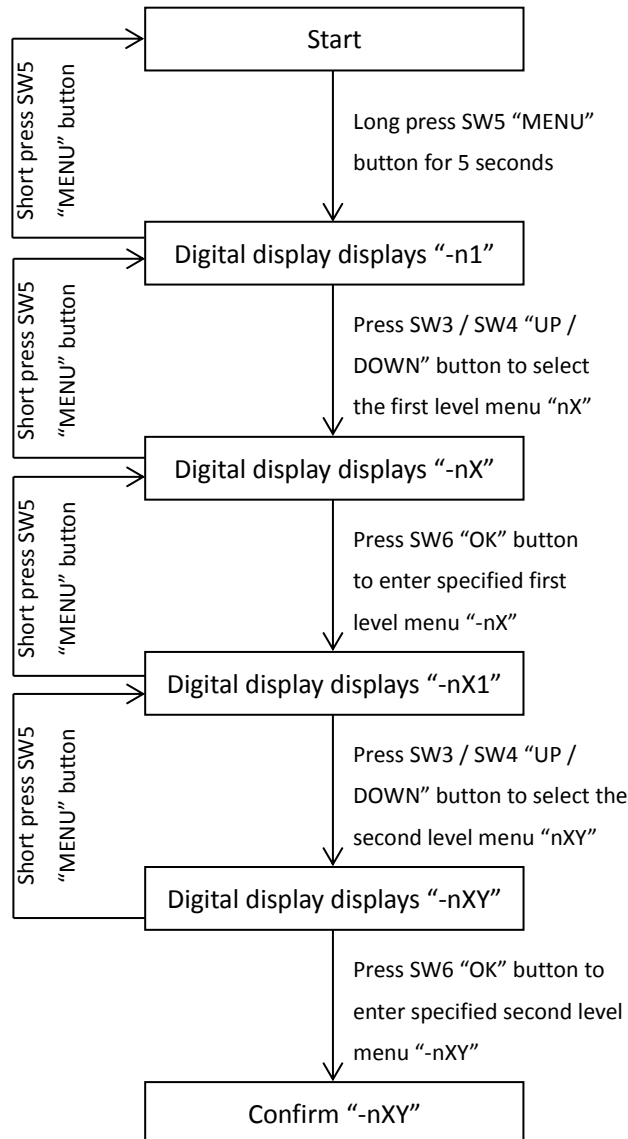 Start
Short press SW5
“MENU” button
Long press SW5 “MENU”
button for 5 seconds
Digital display displays “-n1”
Short press SW5
“MENU” button
Press SW3 / SW4 “UP /
DOWN” button to select
the first level menu “nX”
Digital display displays “-nX”
Short press SW5
“MENU” button
Press SW6 “OK” button
to enter specified first
level menu “-nX”
Digital display displays “-nX1”
Short press SW5
“MENU” button
Press SW3 / SW4 “UP /
DOWN” button to select the
second level menu “nXY”
Digital display displays “-nXY”
Press SW6 “OK” button to
enter specified second level
menu “-nXY”
Confirm “-nXY”